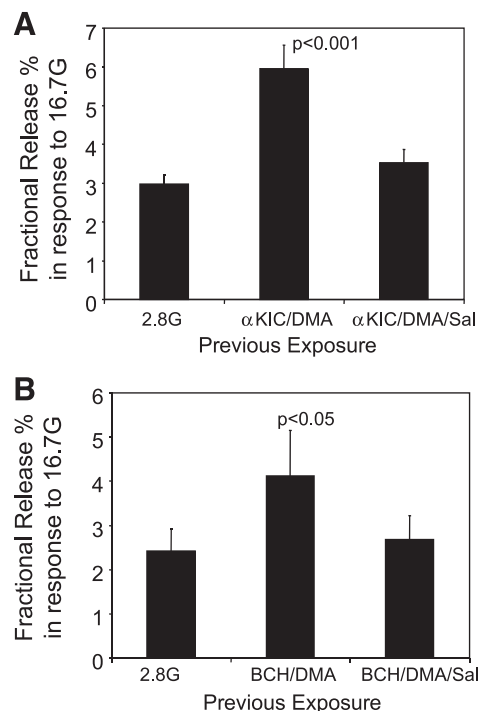 A
7
6
5
4
3
2
1
0
Fractional Release %
in response to 16.7G
p<0.001
2.8G
αKIC/DMA
αKIC/DMA/Sal
Previous Exposure
B
6
5
4
3
2
1
0
Fractional Release %
in response to 16.7G
p<0.05
2.8G
BCH/DMA
BCH/DMA/Sal
Previous Exposure